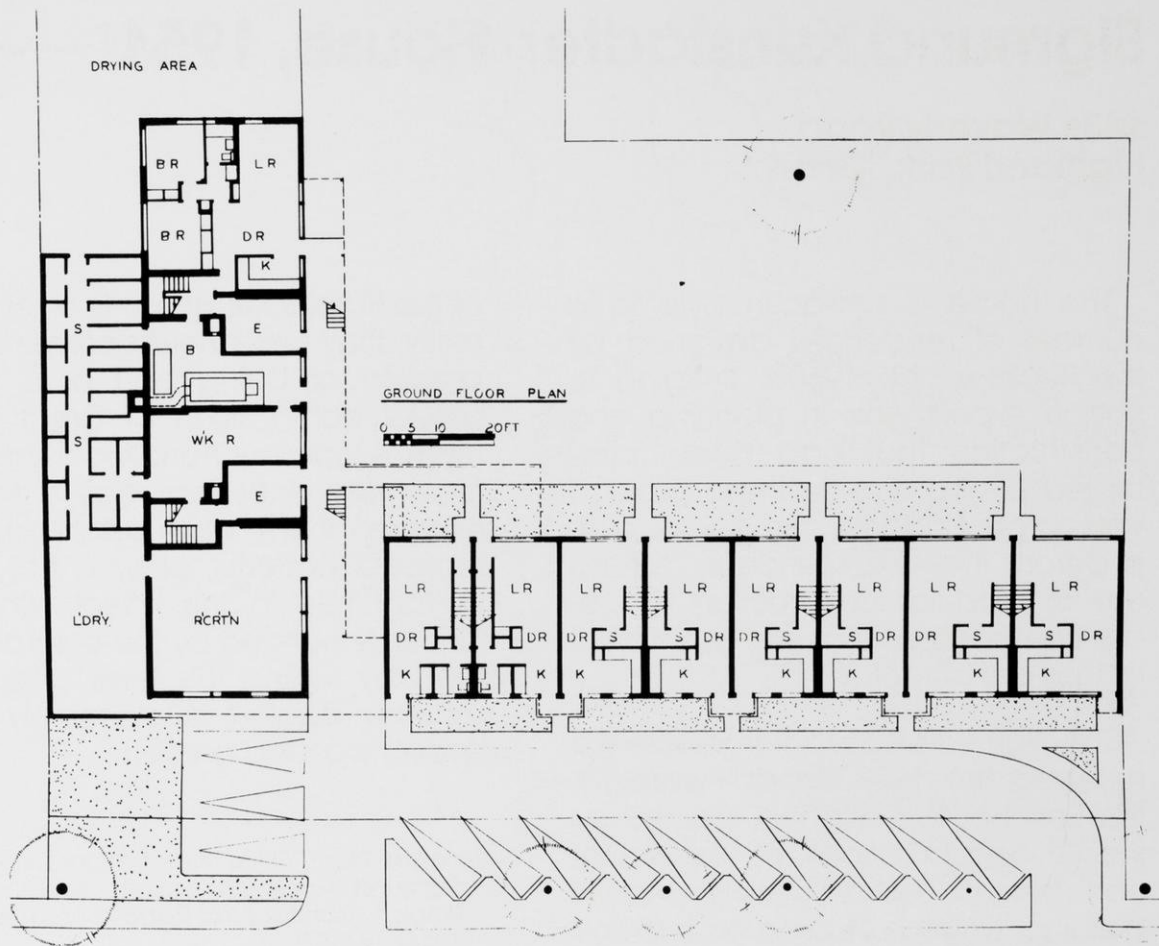 DRYING AREA
BR LR
BR DR
K
S E
B
GROUND FLOOR PLAN
0 5 10 20FT
S WK R
E
L'DRY. R'CRT'N
LR LR LR LR LR LR LR LR
DR DR DR S S DR DR S S DR DR S S DR
K K K K K K K K